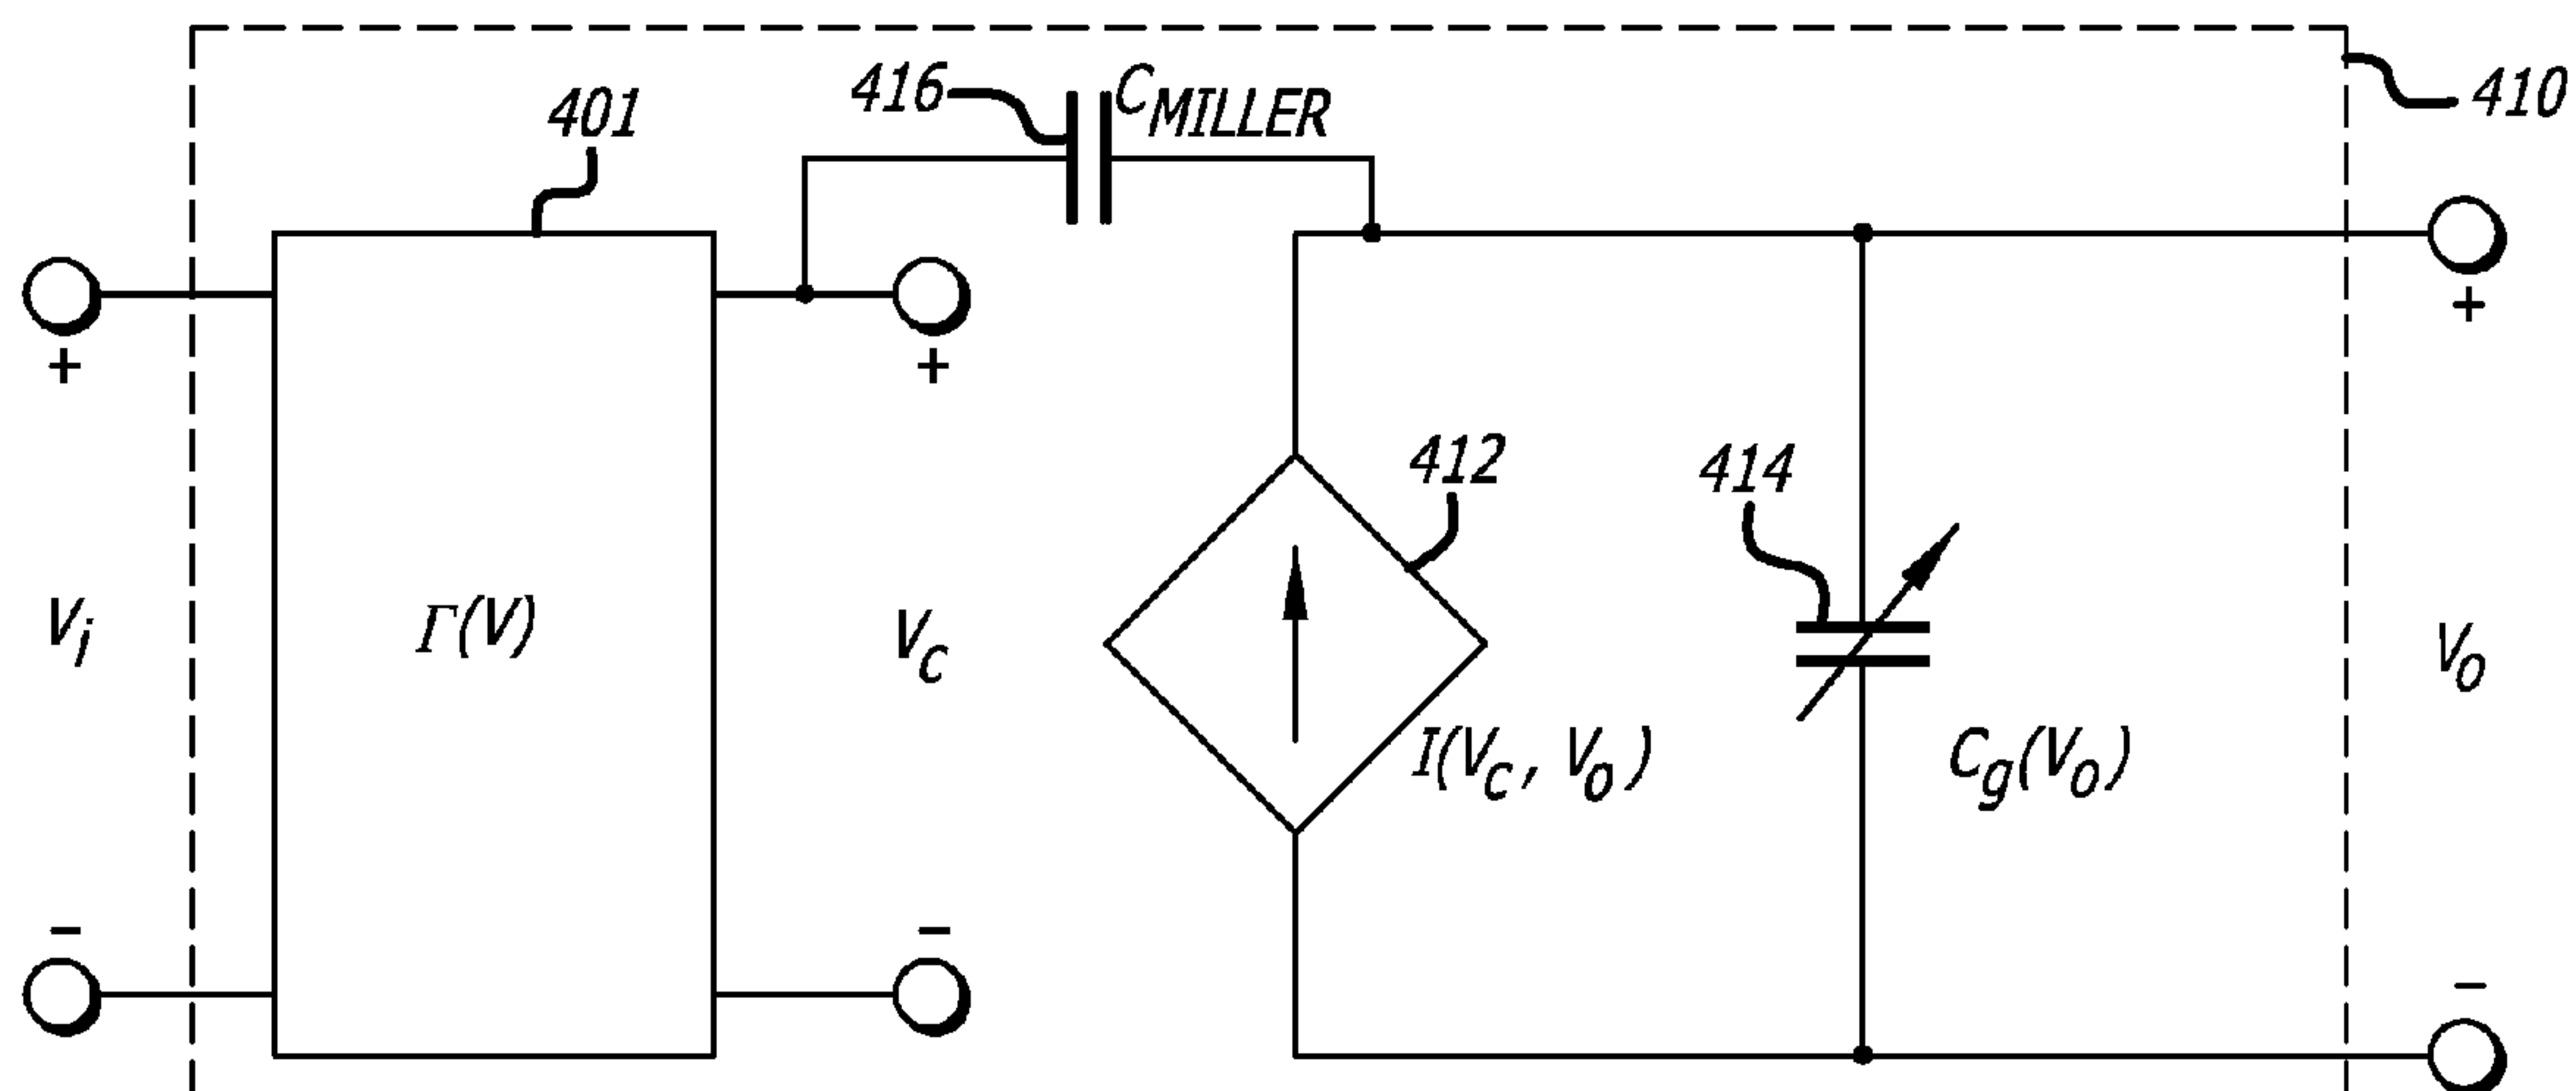 416
C_MILLER
410
401
+
+
+
412
414
V_i
Γ(V)
V_c
V_o
I(V_c, V_o)
C_g(V_o)
−
−
−